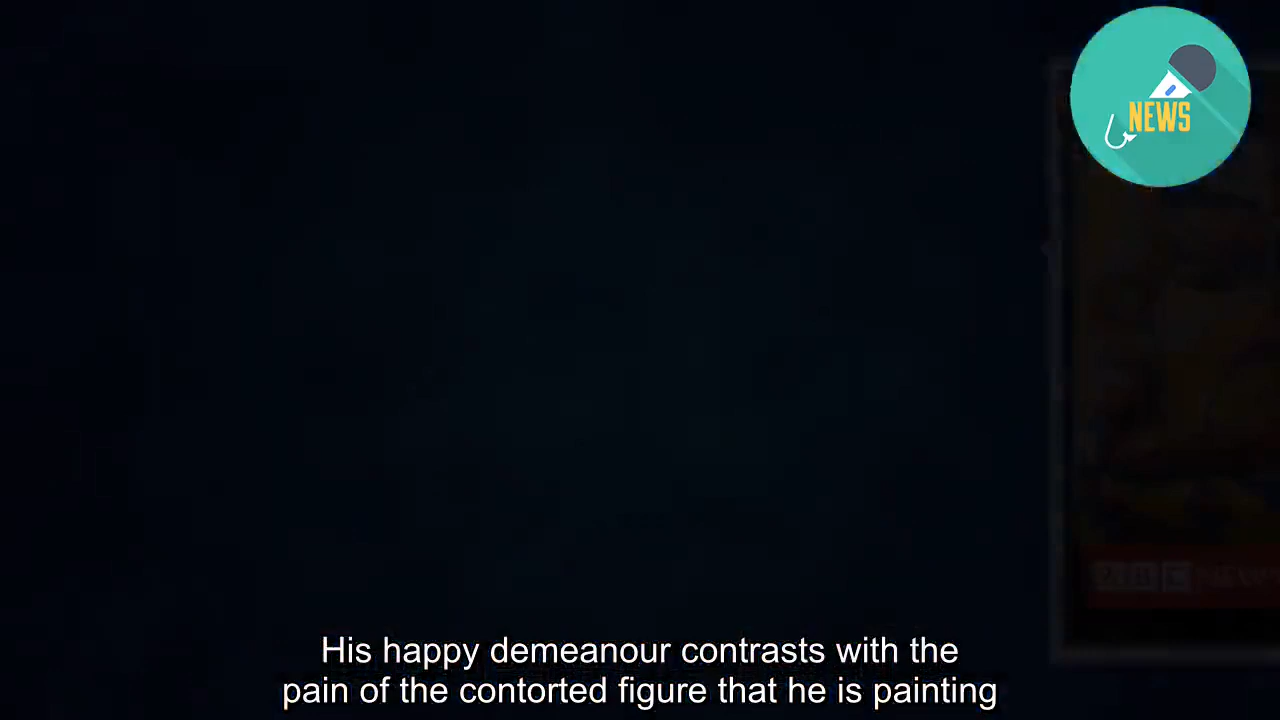 NEWS
His happy demeanour contrasts with the
pain of the contorted figure that he is painting